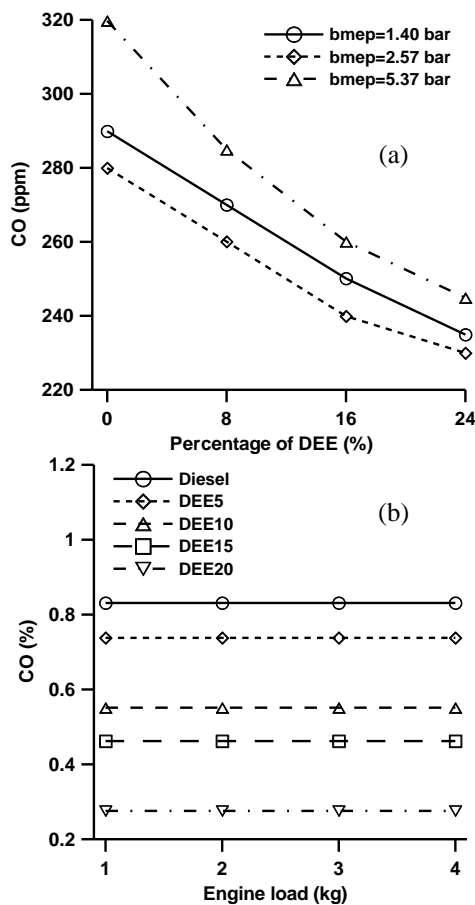 320
300
280
260
240
220
CO (ppm)
bmep=1.40 bar
bmep=2.57 bar
bmep=5.37 bar
(a)
0 8 16 24
Percentage of DEE (%)
1.2
1
0.8
0.6
0.4
0.2
CO (%)
Diesel
DEE5
DEE10
DEE15
DEE20
(b)
1 2 3 4
Engine load (kg)